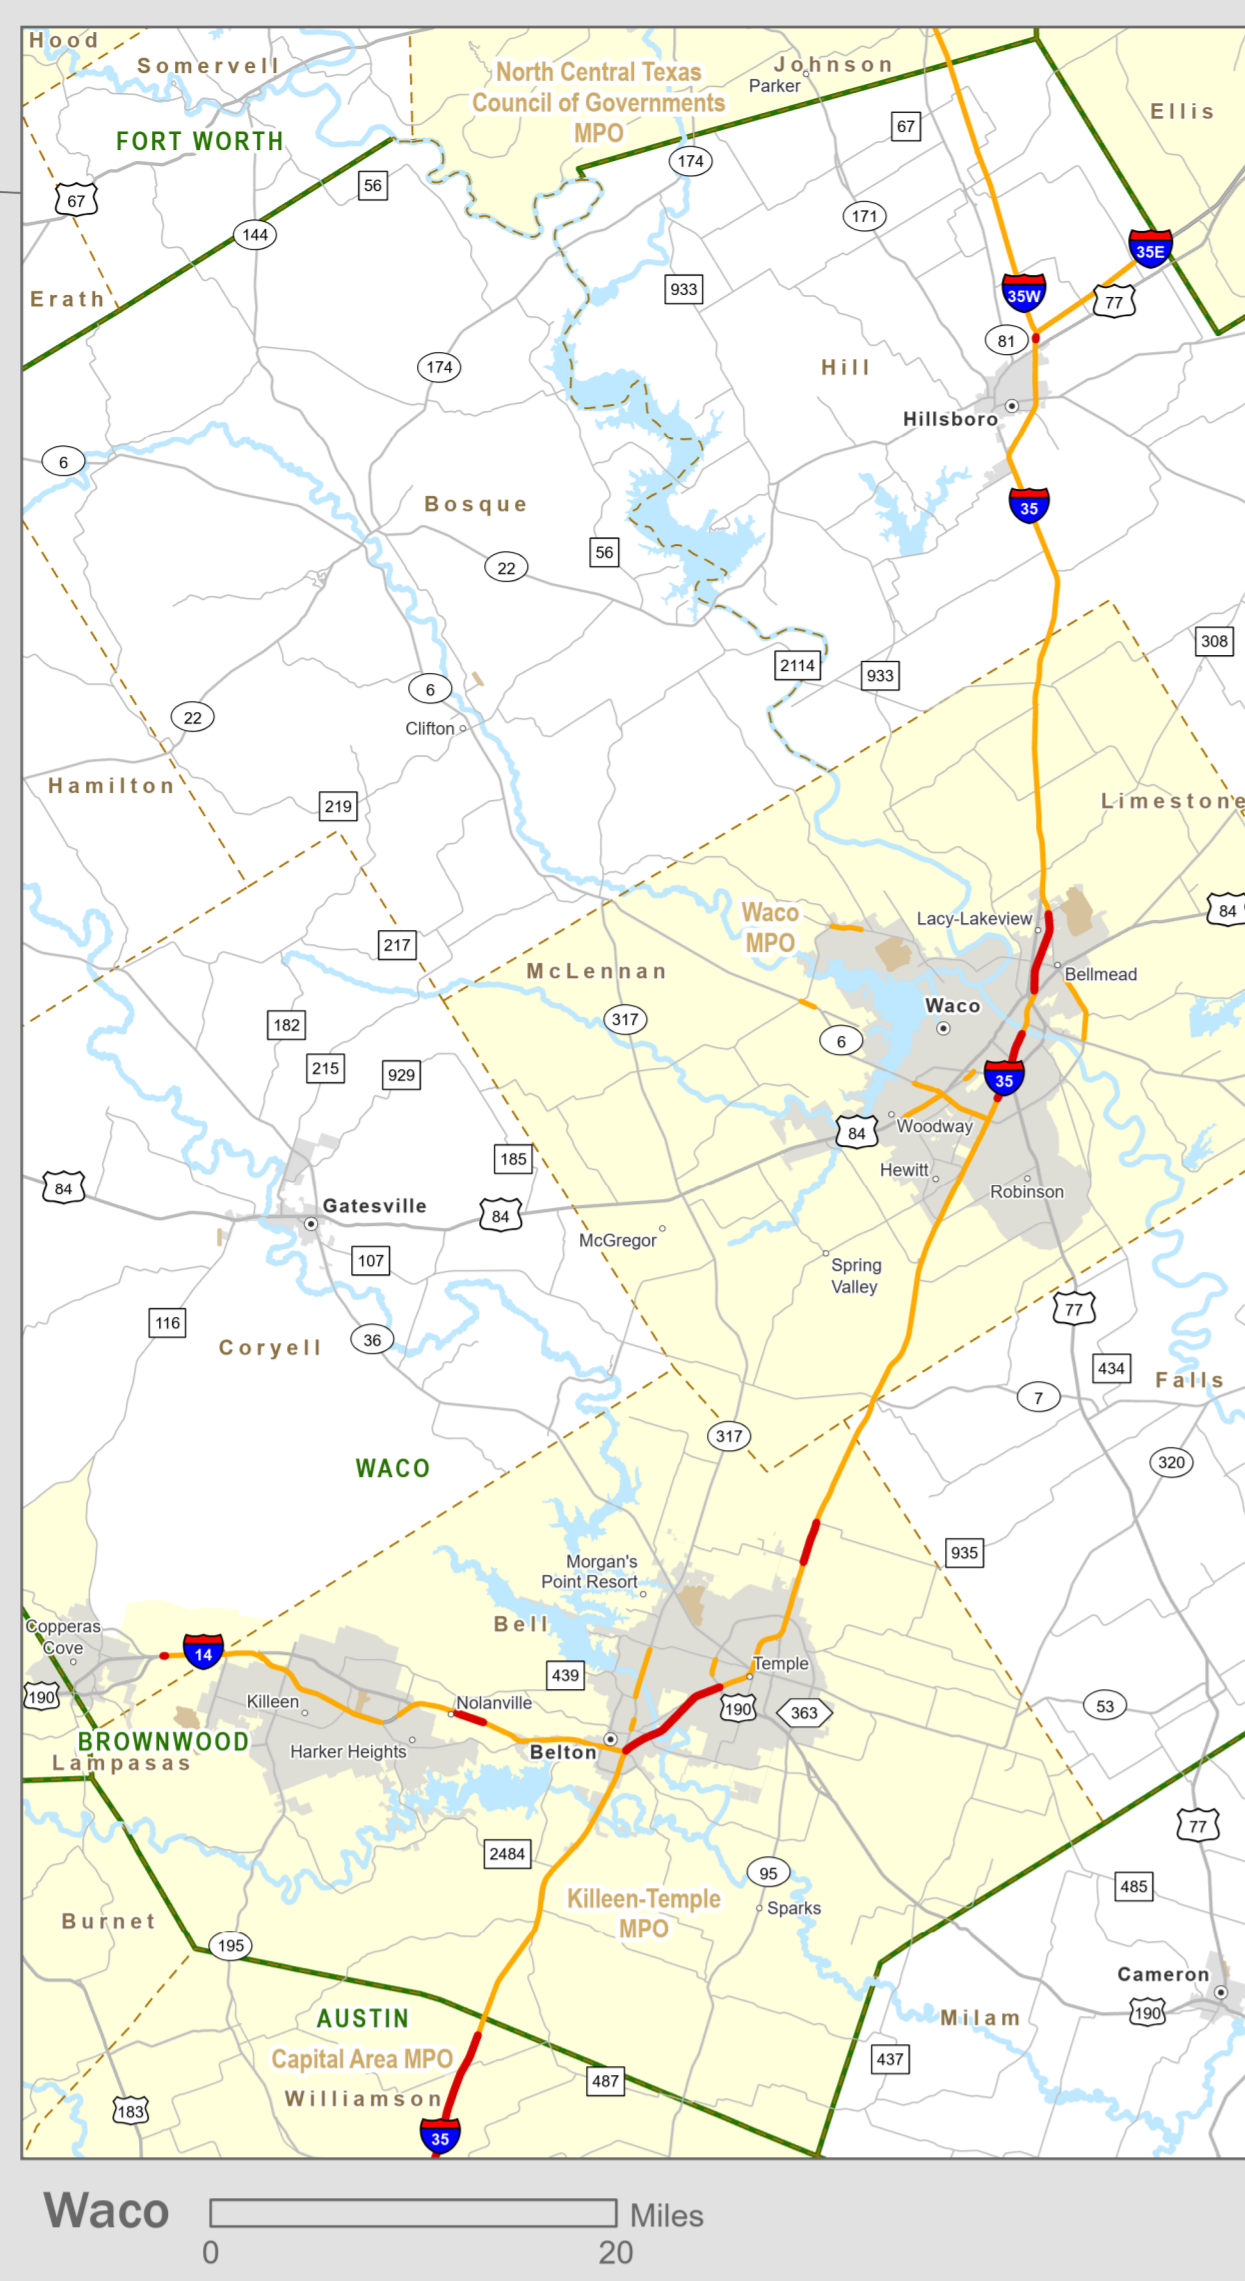 Hood
Somervell
North Central Texas
Council of Governments
MPO
Johnson
Parker
Ellis
67
FORT WORTH
174
56
67
171
144
35E
35W
933
77
Erath
81
174
Hill
Hillsboro
6
35
Bosque
56
22
308
2114
933
6
22
Clifton
Hamilton
219
Limestone
Waco
MPO
Lacy-Lakeview
84
217
McLennan
Bellmead
Waco
182
317
6
215
929
35
84
Woodway
185
Hewitt
84
Robinson
Gatesville
84
McGregor
107
Spring
Valley
77
116
36
Coryell
434
Falls
7
317
WACO
320
935
Morgan's
Point Resort
Copperas
Cove
Bell
14
439
Temple
190
Killeen
Nolanville
190
363
53
BROWNWOOD
Harker Heights
Belton
Lampasas
77
2484
95
485
Killeen-Temple
MPO
Sparks
Burnet
195
Cameron
AUSTIN
190
Milam
Capital Area MPO
437
487
Williamson
183
35
Waco
Miles
0
20